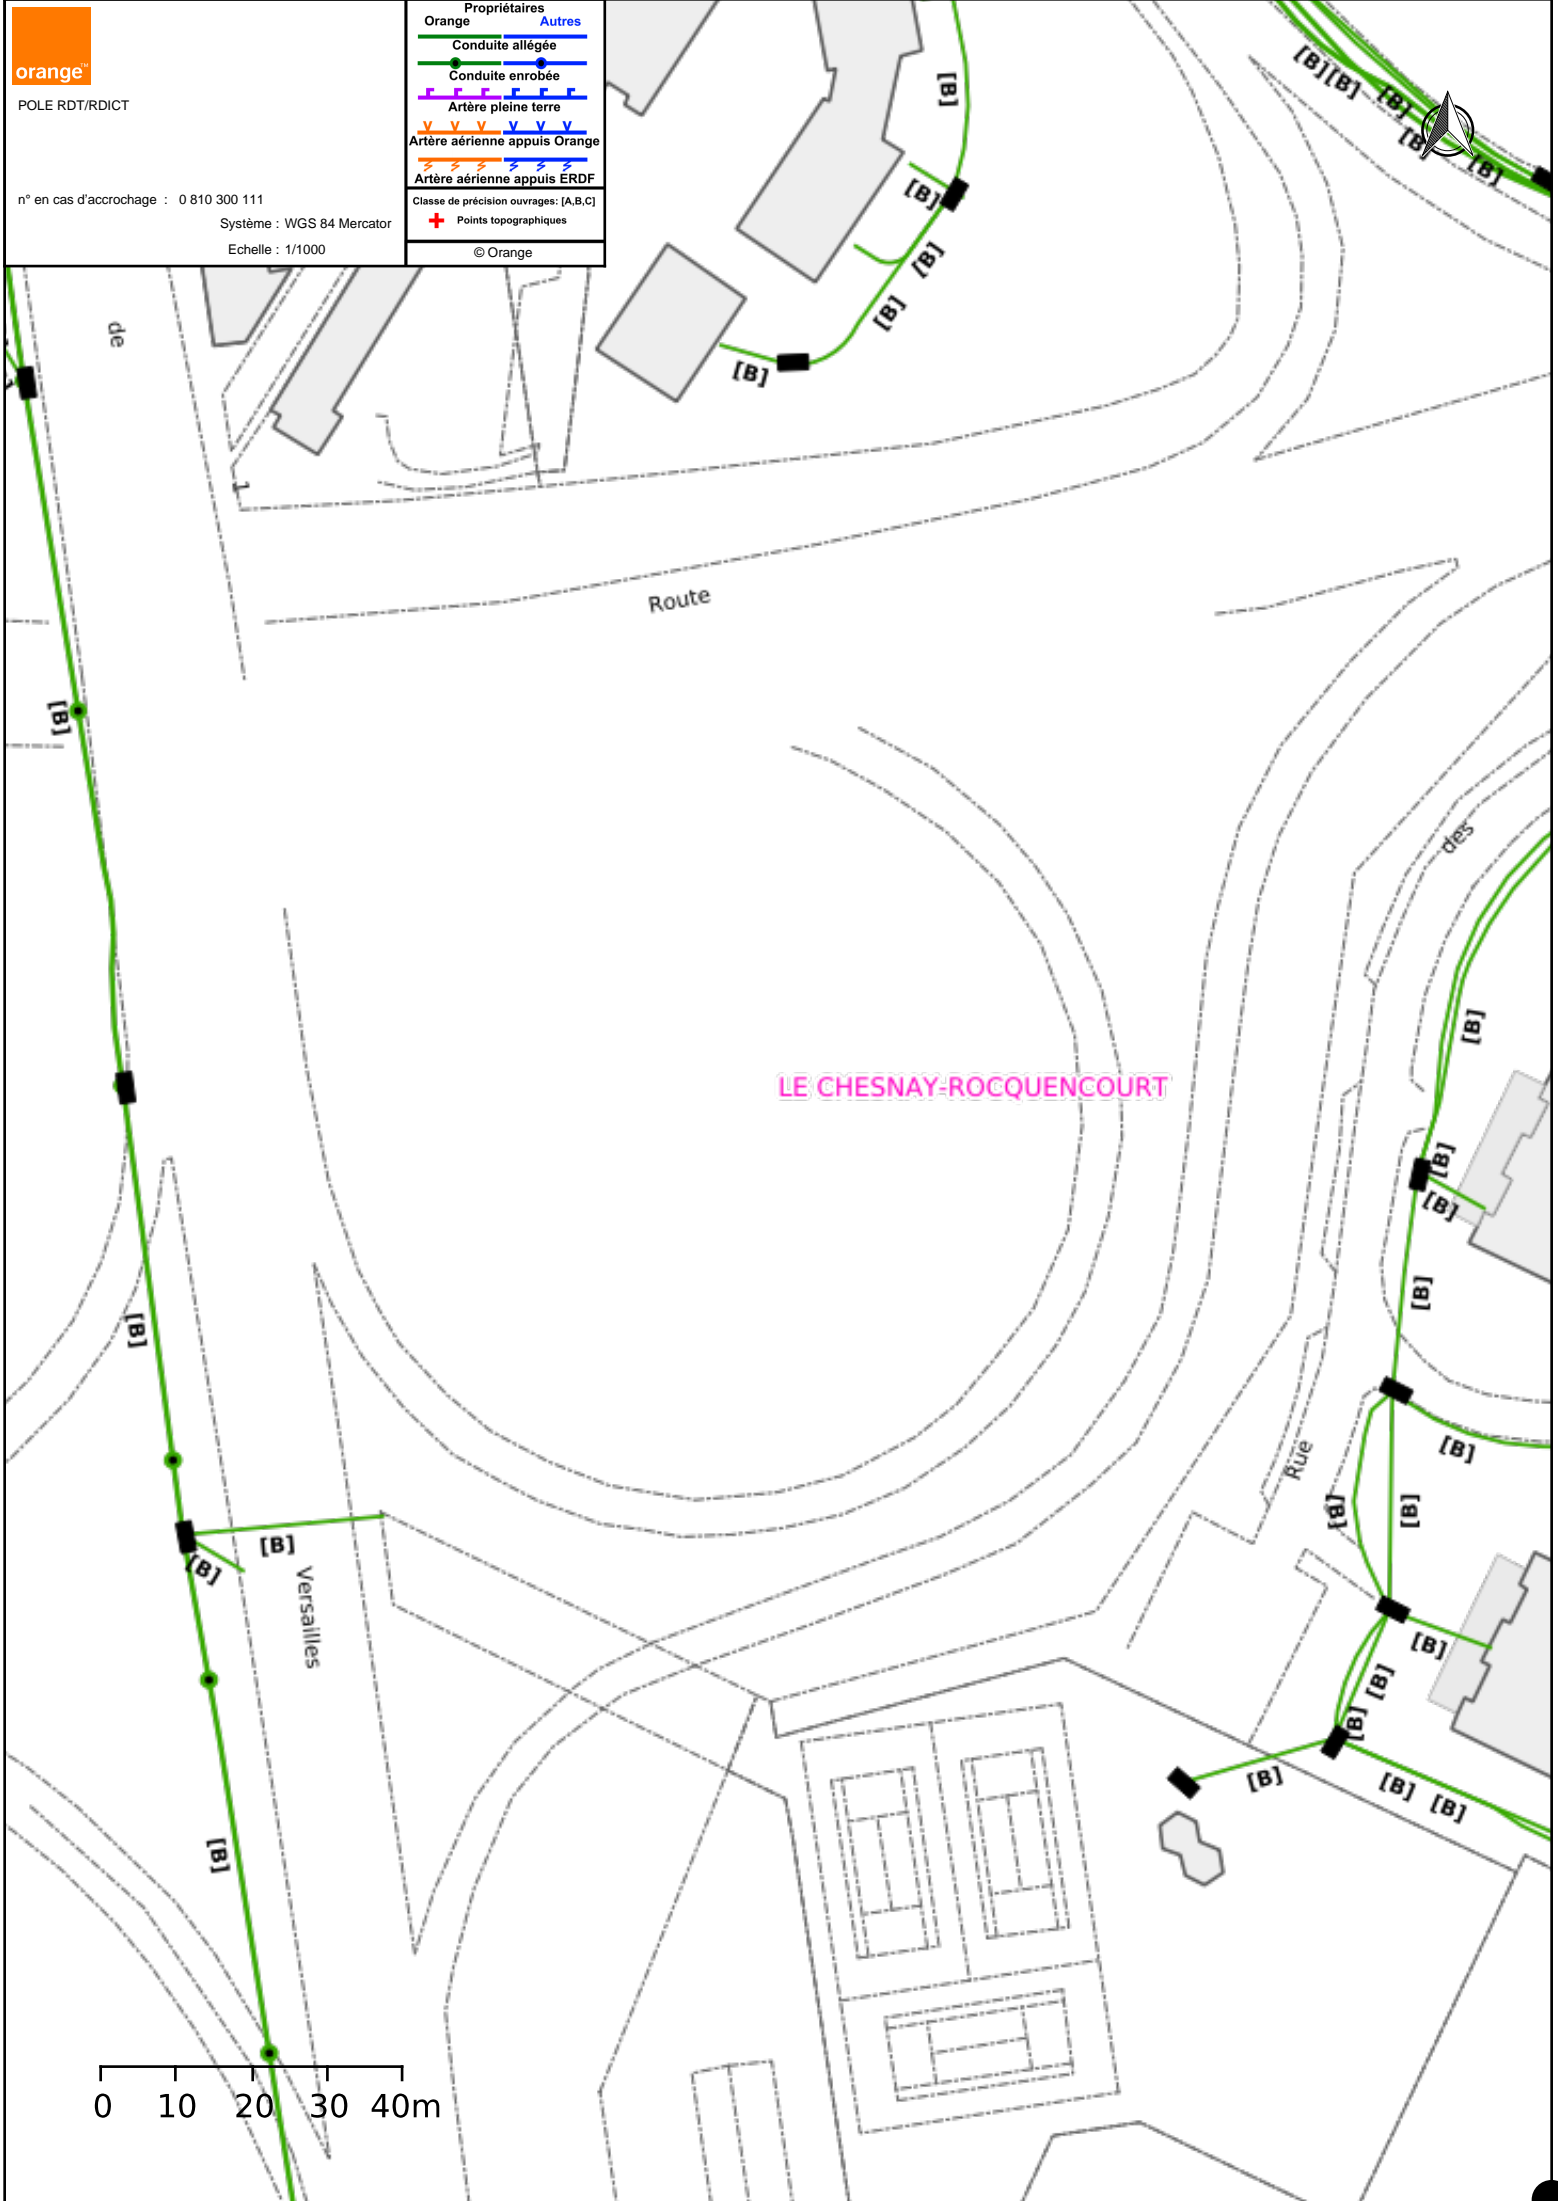 orange™
POLE RDT/RDICT
n° en cas d'accrochage : 0 810 300 111
Système : WGS 84 Mercator
Echelle : 1/1000
Propriétaires
Orange Autres
Conduite allégée
Conduite enrobée
Artère pleine terre
Artère aérienne appuis Orange
Artère aérienne appuis ERDF
Classe de précision ouvrages: [A,B,C]
Points topographiques
© Orange
[B]
[B][B]
[B]
[B]
[B]
[B]
[B]
[B]
[B]
de
1
Route
[B]
des
[B]
LE CHESNAY-ROCQUENCOURT
[B]
[B]
[B]
[B]
Rue
[B]
[B]
[B]
[B]
[B]
Versailles
[B]
[B]
[B]
[B]
[B]
[B]
[B]
0 10 20 30 40m